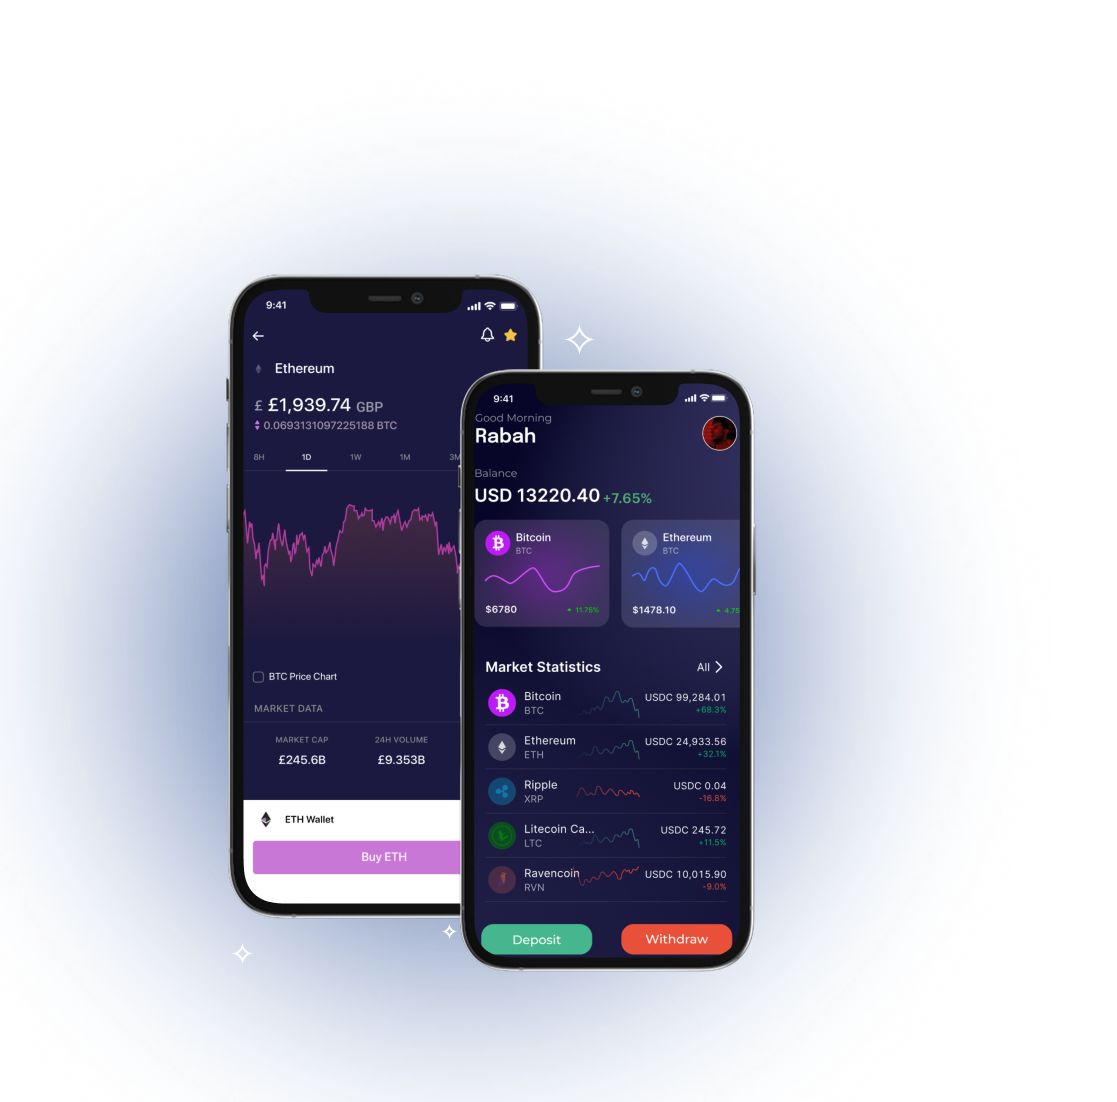 9:41
Ethereum
£ £1,939.74 GBP
0.0693131097225188 BTC
8H 1D 1W 1M 3M
BTC Price Chart
MARKET DATA
MARKET CAP 24H VOLUME
£245.6B £9.353B
ETH Wallet
Buy ETH
9:41
Good Morning
Rabah
Balance
USD 13220.40 +7.65%
Bitcoin
BTC
$6780 11.75%
Ethereum
BTC
$1478.10 4.75
Market Statistics All
Bitcoin USDC 99,284.01
BTC +68.3%
Ethereum USDC 24,933.56
ETH +32.1%
Ripple USDC 0.04
XRP -16.8%
Litecoin Ca... USDC 245.72
LTC +11.5%
Ravencoin USDC 10,015.90
RVN -9.0%
Deposit Withdraw